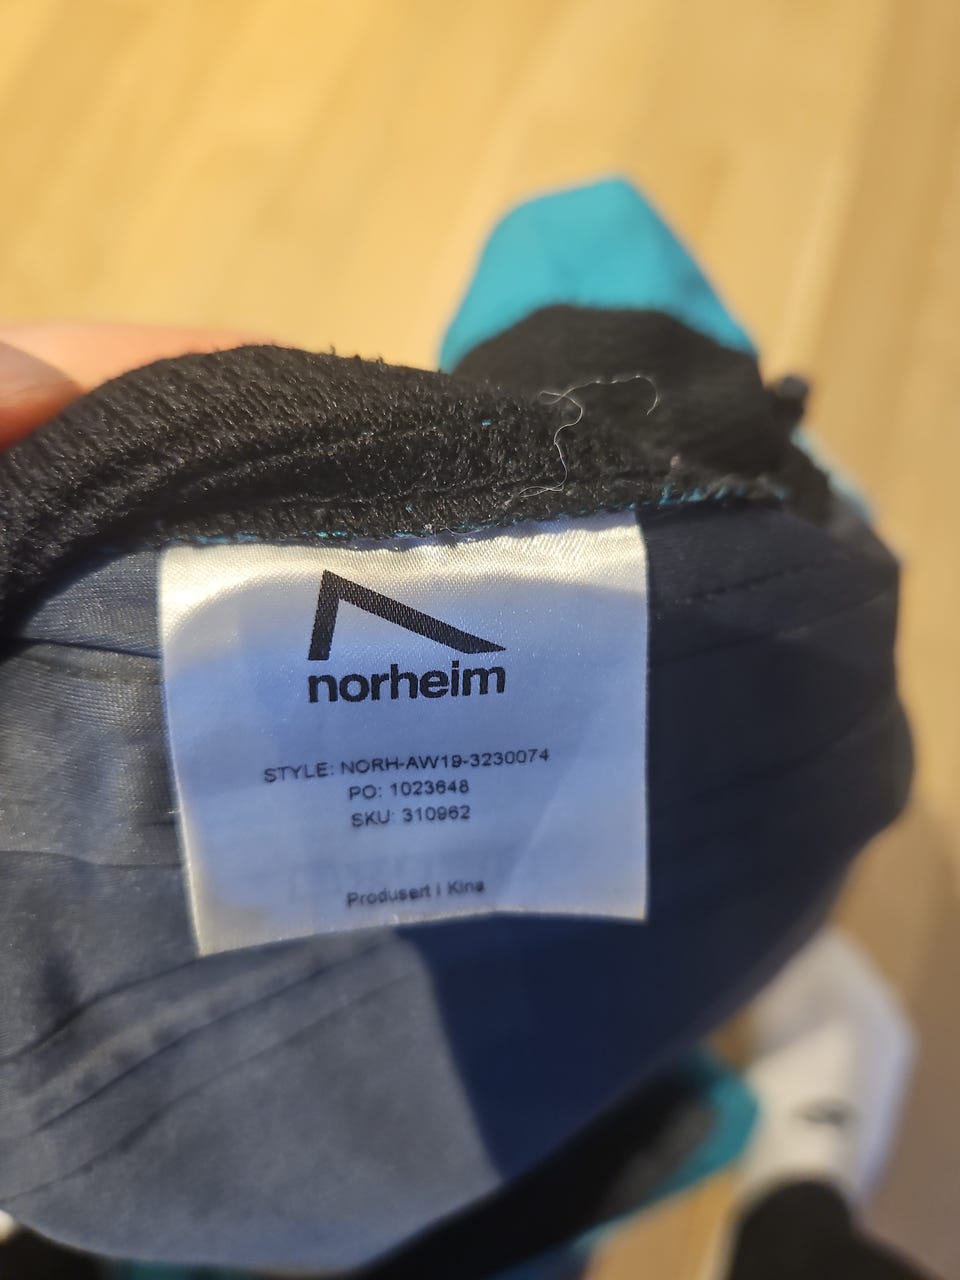 norheim
STYLE: NORH-AW19-3230074
PO: 1023648
SKU: 310962
Produsert i Kina